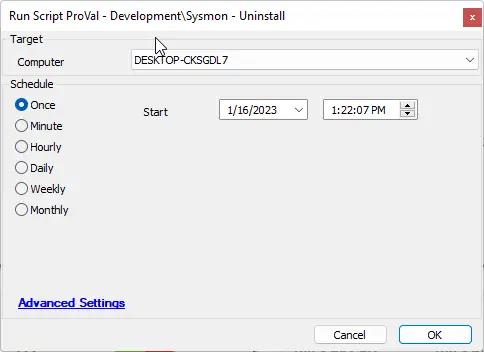 Run Script ProVal - Development\Sysmon - Uninstall
Target
Computer
DESKTOP-CKSGDL7
Schedule
Once
Start
1/16/2023
1:22:07 PM
Minute
Hourly
Daily
Weekly
Monthly
Advanced Settings
Cancel
OK